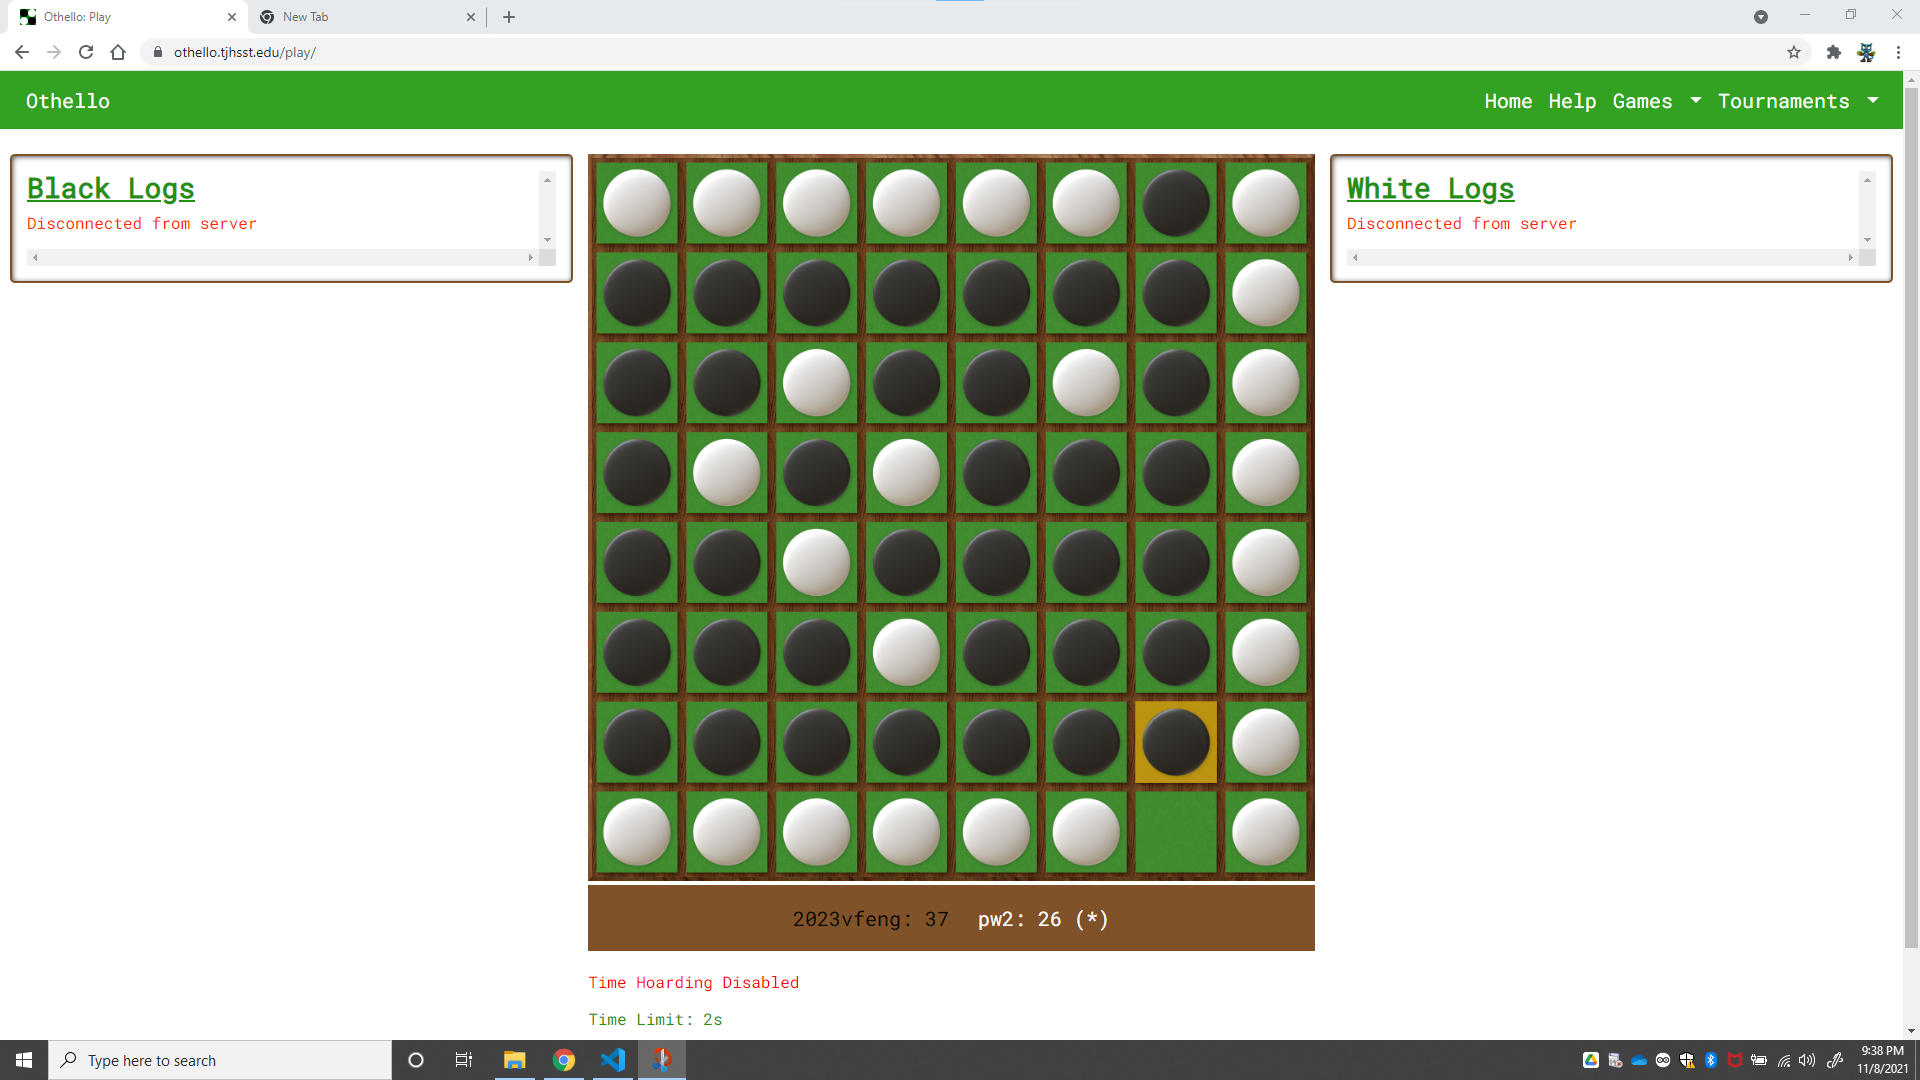 Othello: Play
New Tab
othello.tjhsst.edu/play/
Othello
Home Help Games Tournaments
Black Logs
Disconnected from server
White Logs
Disconnected from server
2023vfeng: 37 pw2: 26 (*)
Time Hoarding Disabled
Time Limit: 2s
Type here to search
9:38 PM
11/8/2021